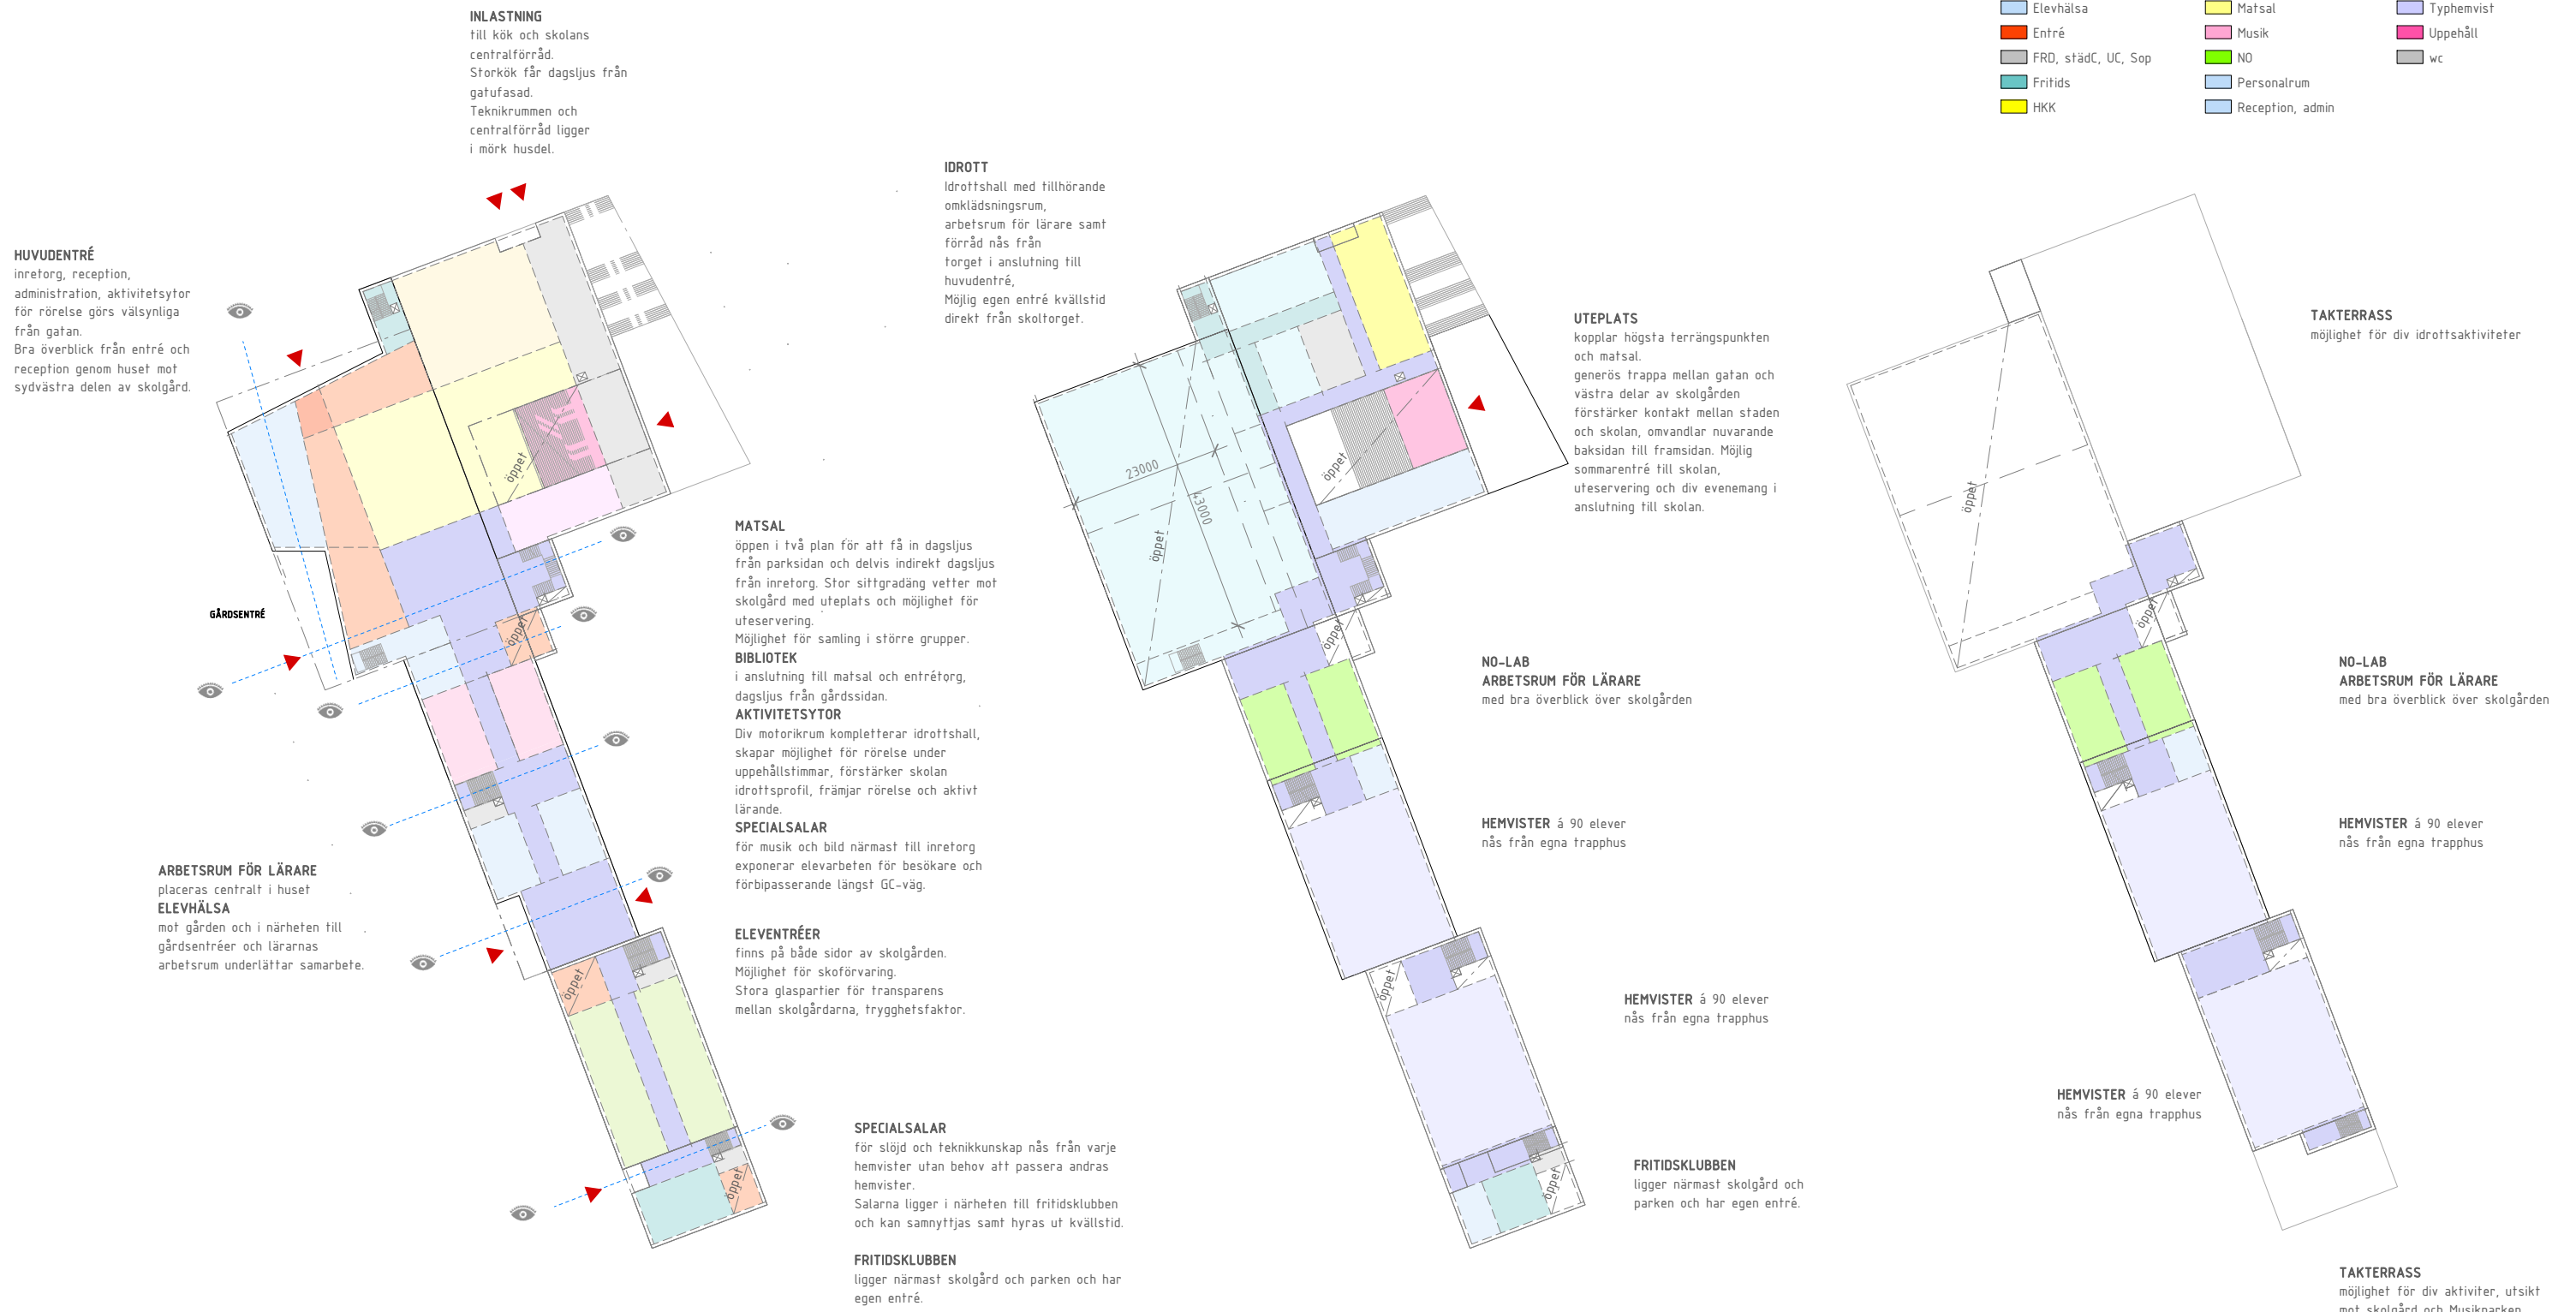 INLASTNING
till kök och skolans
centralförråd.
Storkök får dagsljus från
gatufasad.
Teknikrummen och
centralförråd ligger
i mörk husdel.
Elevhälsa
Entré
FRD, städC, UC, Sop
Fritids
HKK
Matsal
Musik
NO
Personalrum
Reception, admin
Typhemvist
Uppehåll
wc
HUVUDENTRÉ
inretorg, reception,
administration, aktivitetsytor
för rörelse görs välsynliga
från gatan.
Bra överblick från entré och
reception genom huset mot
sydvästra delen av skolgård.
öppet
öppet
GÅRDSENTRÉ
ARBETSRUM FÖR LÄRARE
placeras centralt i huset
ELEVHÄLSA
mot gården och i närheten till
gårdsentréer och lärarnas
arbetsrum underlättar samarbete.
öppet
öppet
IDROTT
Idrottshall med tillhörande
omklädsningsrum,
arbetsrum för lärare samt
förråd nås från
torget i anslutning till
huvudentré,
Möjlig egen entré kvällstid
direkt från skoltorget.
MATSAL
öppen i två plan för att få in dagsljus
från parksidan och delvis indirekt dagsljus
från inretorg. Stor sittgradäng vetter mot
skolgård med uteplats och möjlighet för
uteservering.
Möjlighet för samling i större grupper.
BIBLIOTEK
i anslutning till matsal och entrétorg,
dagsljus från gårdssidan.
AKTIVITETSYTOR
Div motorikrum kompletterar idrottshall,
skapar möjlighet för rörelse under
uppehållstimmar, förstärker skolan
idrottsprofil, främjar rörelse och aktivt
lärande.
SPECIALSALAR
för musik och bild närmast till inretorg
exponerar elevarbeten för besökare och
förbipasserande längst GC-väg.
ELEVENTRÉER
finns på både sidor av skolgården.
Möjlighet för skoförvaring.
Stora glaspartier för transparens
mellan skolgårdarna, trygghetsfaktor.
SPECIALSALAR
för slöjd och teknikkunskap nås från varje
hemvister utan behov att passera andras
hemvister.
Salarna ligger i närheten till fritidsklubben
och kan samnyttjas samt hyras ut kvällstid.
FRITIDSKLUBBEN
ligger närmast skolgård och parken och har
egen entré.
23000
43000
öppet
öppet
öppet
öppet
öppet
UTEPLATS
kopplar högsta terrängspunkten
och matsal.
generös trappa mellan gatan och
västra delar av skolgården
förstärker kontakt mellan staden
och skolan, omvandlar nuvarande
baksidan till framsidan. Möjlig
sommarentré till skolan,
uteservering och div evenemang i
anslutning till skolan.
NO-LAB
ARBETSRUM FÖR LÄRARE
med bra överblick över skolgården
HEMVISTER á 90 elever
nås från egna trapphus
HEMVISTER á 90 elever
nås från egna trapphus
FRITIDSKLUBBEN
ligger närmast skolgård och
parken och har egen entré.
öppet
öppet
TAKTERRASS
möjlighet för div idrottsaktiviteter
NO-LAB
ARBETSRUM FÖR LÄRARE
med bra överblick över skolgården
HEMVISTER á 90 elever
nås från egna trapphus
HEMVISTER á 90 elever
nås från egna trapphus
TAKTERRASS
möjlighet för div aktiviter, utsikt
mot skolgård och Musikparken